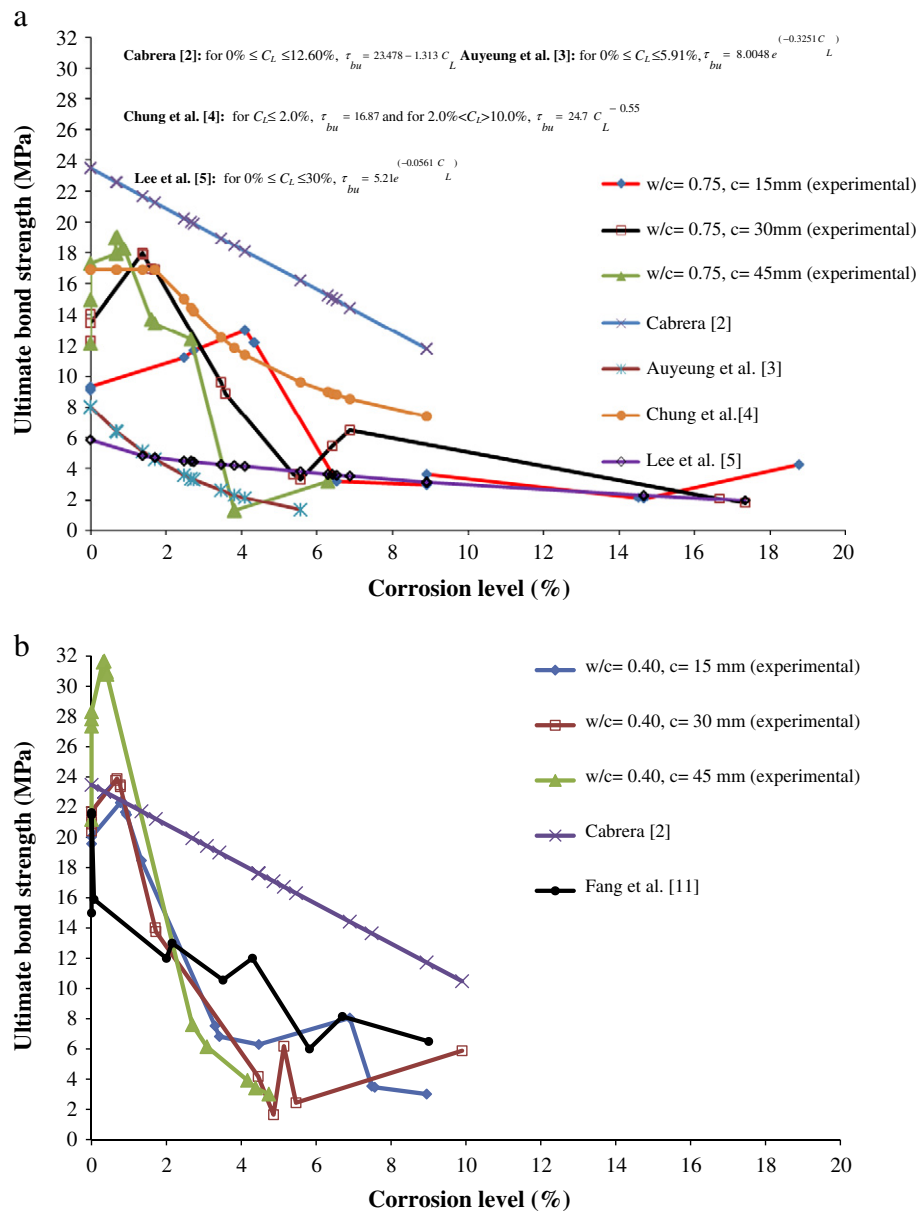 a
32
30
28
26
24
22
20
18
16
14
12
10
8
6
4
2
0
Ultimate bond strength (MPa)
Cabrera [2]: for 0% ≤ C_L ≤12.60%, τ_bu = 23.478 − 1.313 C_L Auyeung et al. [3]: for 0% ≤ C_L ≤5.91%, τ_bu = 8.0048 e^(−0.3251 C_L)
Chung et al. [4]: for C_L ≤ 2.0%, τ_bu = 16.87 and for 2.0%<C_L>10.0%, τ_bu = 24.7 C_L^−0.55
Lee et al. [5]: for 0% ≤ C_L ≤30%, τ_bu = 5.21e^(−0.0561 C_L)
w/c= 0.75, c= 15mm (experimental)
w/c= 0.75, c= 30mm (experimental)
w/c= 0.75, c= 45mm (experimental)
Cabrera [2]
Auyeung et al. [3]
Chung et al.[4]
Lee et al. [5]
0 2 4 6 8 10 12 14 16 18 20
Corrosion level (%)
b
32
30
28
26
24
22
20
18
16
14
12
10
8
6
4
2
0
Ultimate bond strength (MPa)
w/c= 0.40, c= 15 mm (experimental)
w/c= 0.40, c= 30 mm (experimental)
w/c= 0.40, c= 45 mm (experimental)
Cabrera [2]
Fang et al. [11]
0 2 4 6 8 10 12 14 16 18 20
Corrosion level (%)